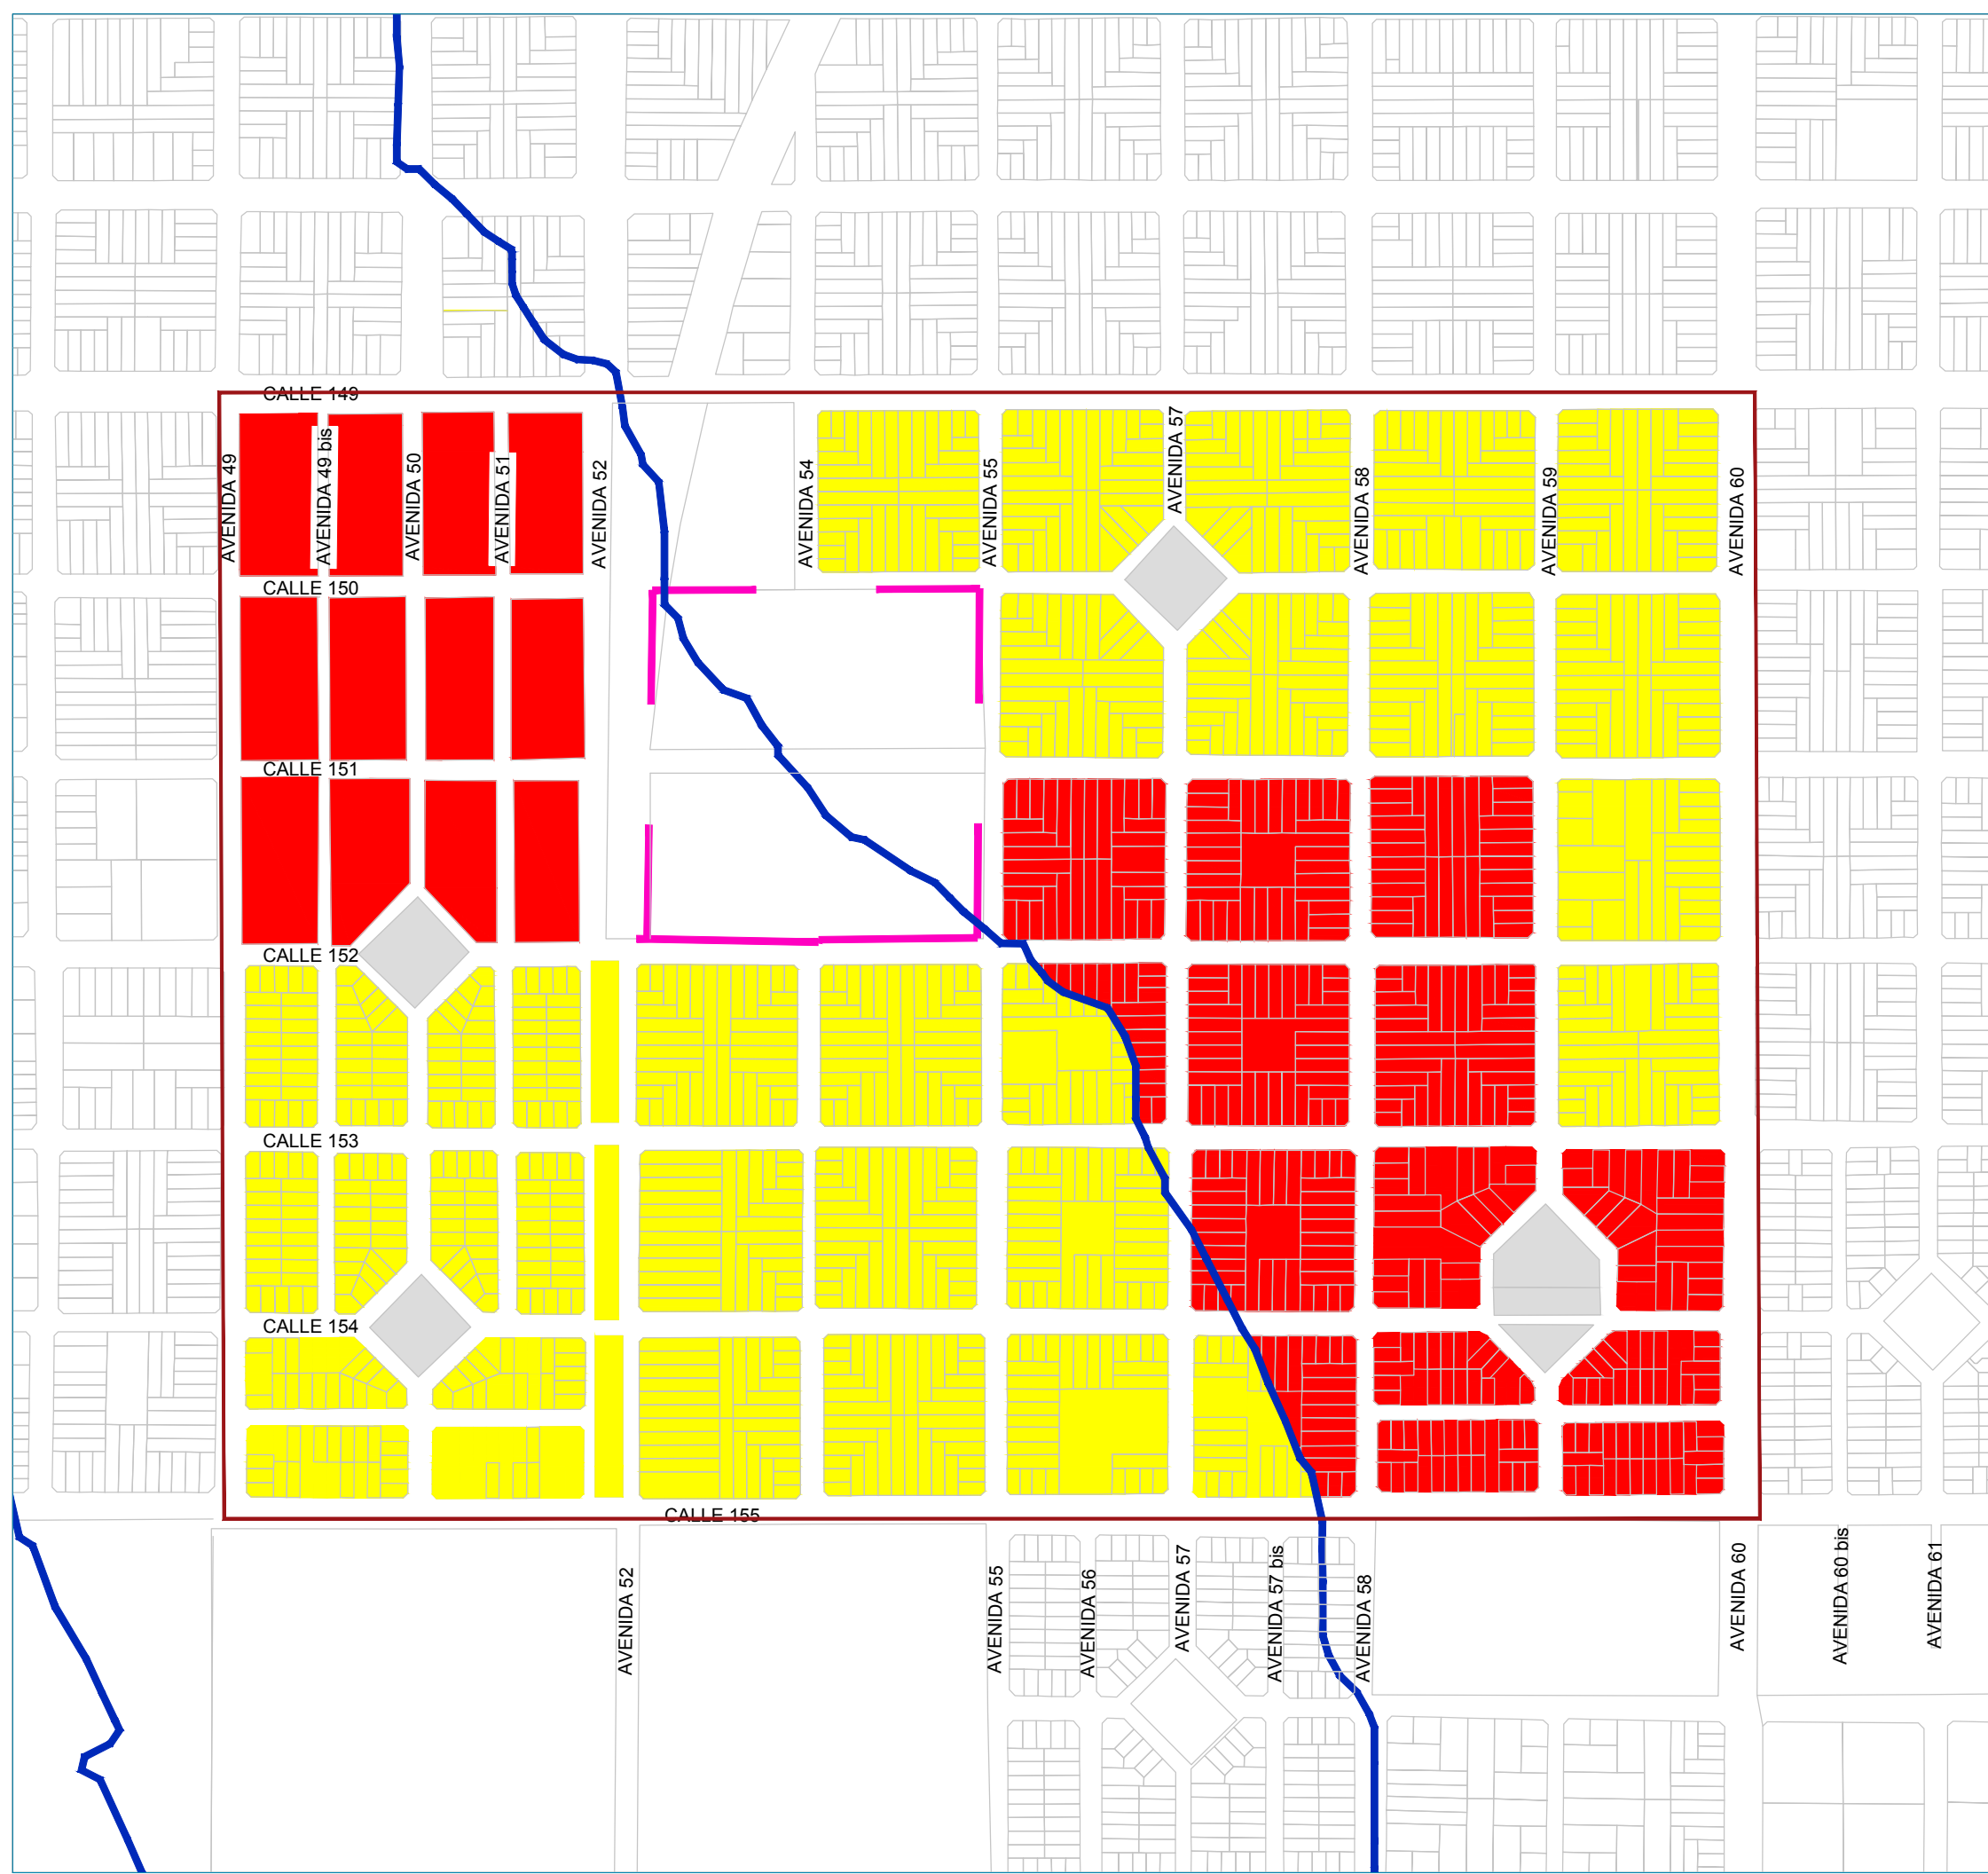 CALLE 149
AVENIDA 49
AVENIDA 49 bis
AVENIDA 50
AVENIDA 51
AVENIDA 52
AVENIDA 54
AVENIDA 55
AVENIDA 57
AVENIDA 58
AVENIDA 59
AVENIDA 60
CALLE 150
CALLE 151
CALLE 152
CALLE 153
CALLE 154
CALLE 155
AVENIDA 52
AVENIDA 55
AVENIDA 56
AVENIDA 57
AVENIDA 57 bis
AVENIDA 58
AVENIDA 60
AVENIDA 60 bis
AVENIDA 61